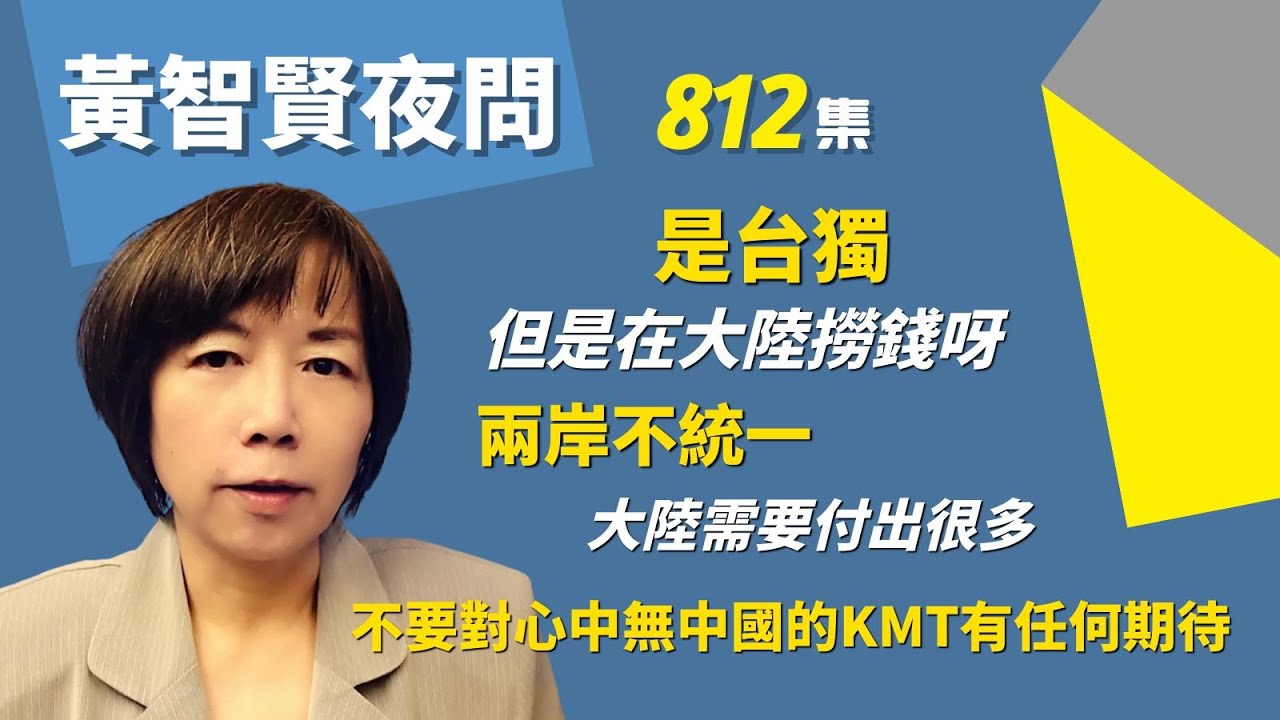 黃智賢夜問
812集
是台獨
但是在大陸撈錢呀
兩岸不統一
大陸需要付出很多
不要對心中無中國的KMT有任何期待